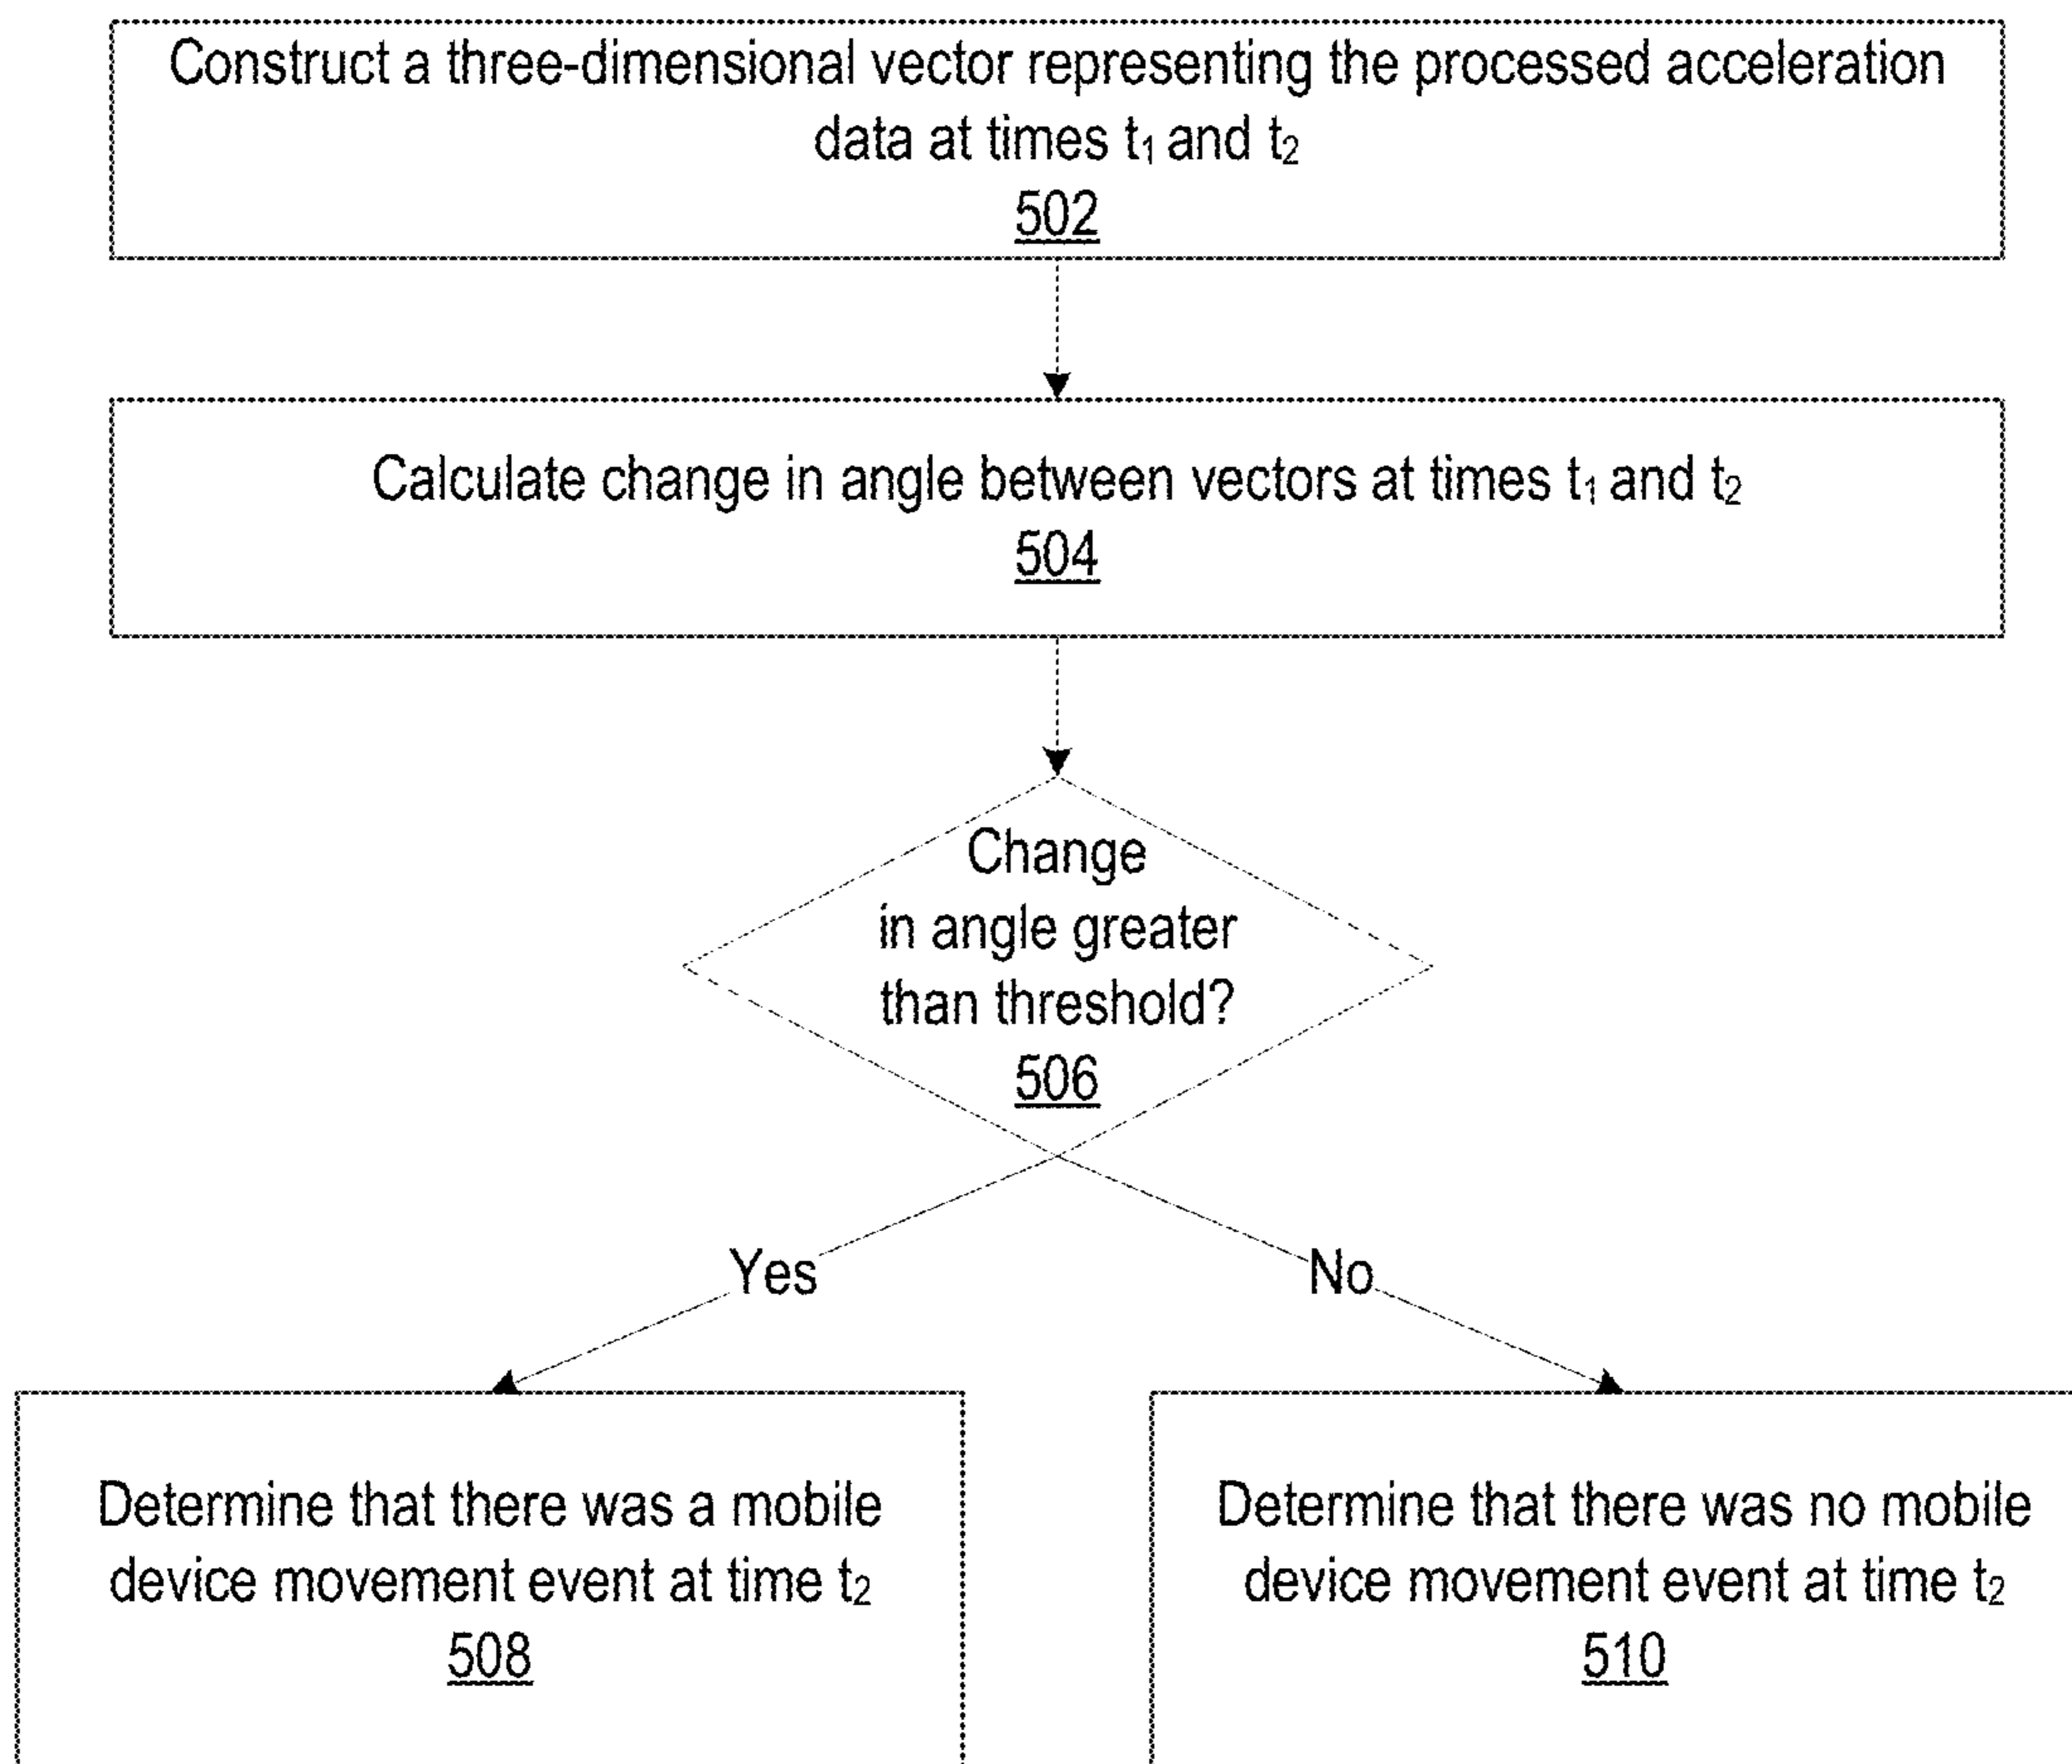 Construct a three-dimensional vector representing the processed acceleration
data at times t₁ and t₂
502
Calculate change in angle between vectors at times t₁ and t₂
504
Change
in angle greater
than threshold?
506
Yes
No
Determine that there was a mobile
device movement event at time t₂
508
Determine that there was no mobile
device movement event at time t₂
510